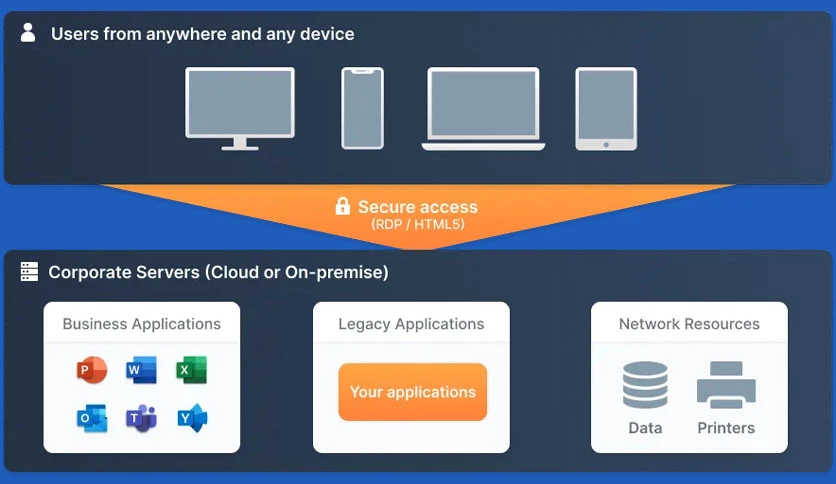 Users from anywhere and any device
Secure access
(RDP / HTML5)
Corporate Servers (Cloud or On-premise)
Business Applications
P
W
X
O
T
Y
Legacy Applications
Your applications
Network Resources
Data
Printers